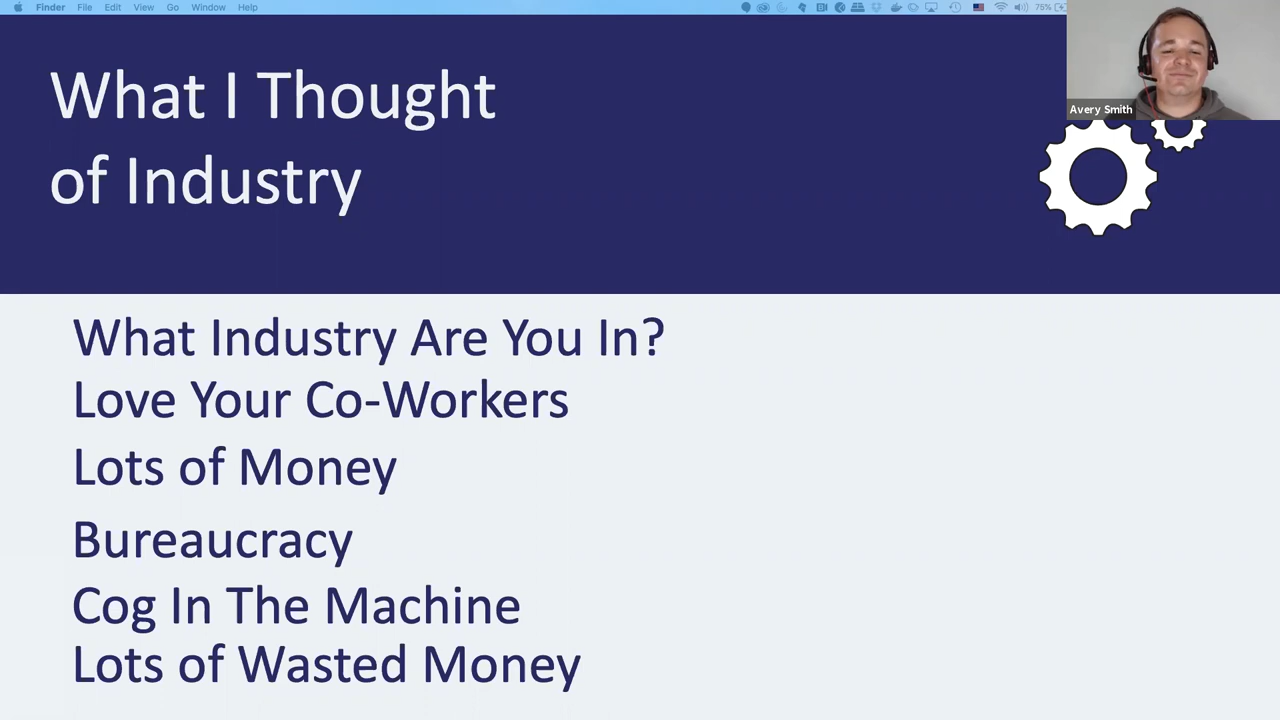 Finder File Edit View Go Window Help
75%
Avery Smith
What I Thought
of Industry
What Industry Are You In?
Love Your Co-Workers
Lots of Money
Bureaucracy
Cog In The Machine
Lots of Wasted Money